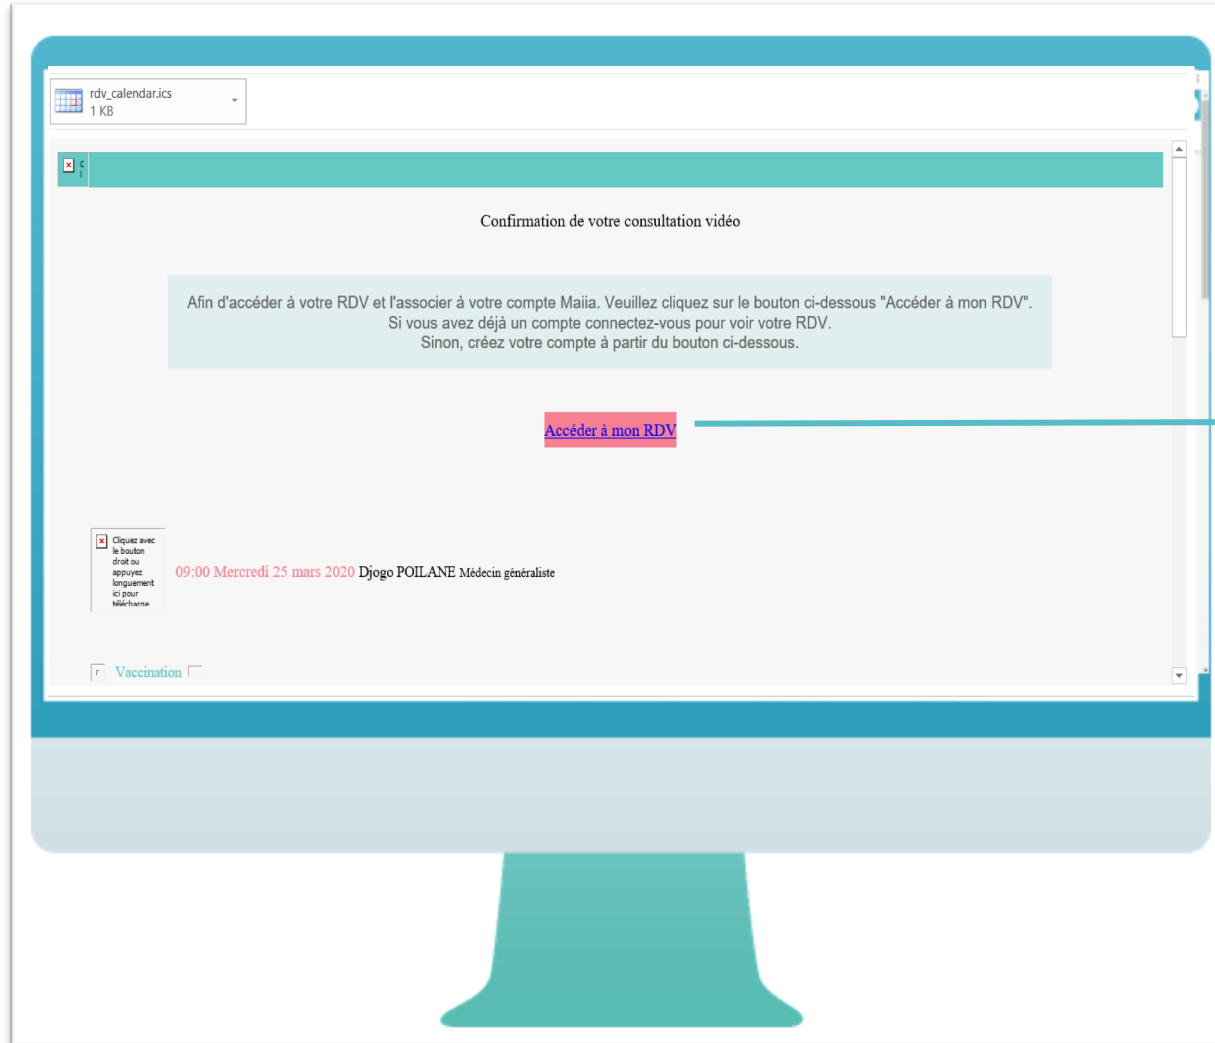 rdv_calendar.ics
1 KB
Confirmation de votre consultation vidéo
Afin d'accéder à votre RDV et l'associer à votre compte Maiia. Veuillez cliquez sur le bouton ci-dessous "Accéder à mon RDV".
Si vous avez déjà un compte connectez-vous pour voir votre RDV.
Sinon, créez votre compte à partir du bouton ci-dessous.
Accéder à mon RDV
Cliquez avec
le bouton
droit ou
appuyez
longuement
ici pour
télécharge
09:00 Mercredi 25 mars 2020 Djogo POILANE Médecin généraliste
r Vaccination